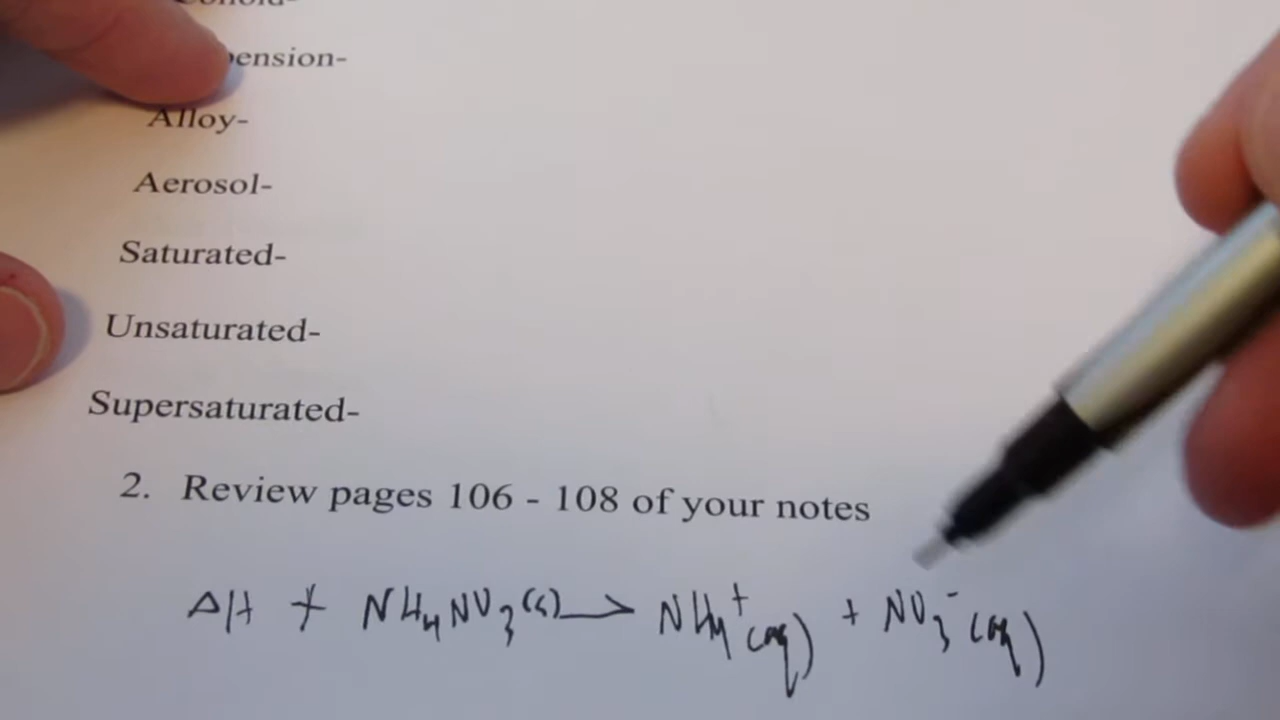 Alloy-
Aerosol-
Saturated-
Unsaturated-
Supersaturated-
2. Review pages 106 - 108 of your notes
ΔH + NH₄NO₃(s) → NH₄⁺(aq) + NO₃⁻(aq)